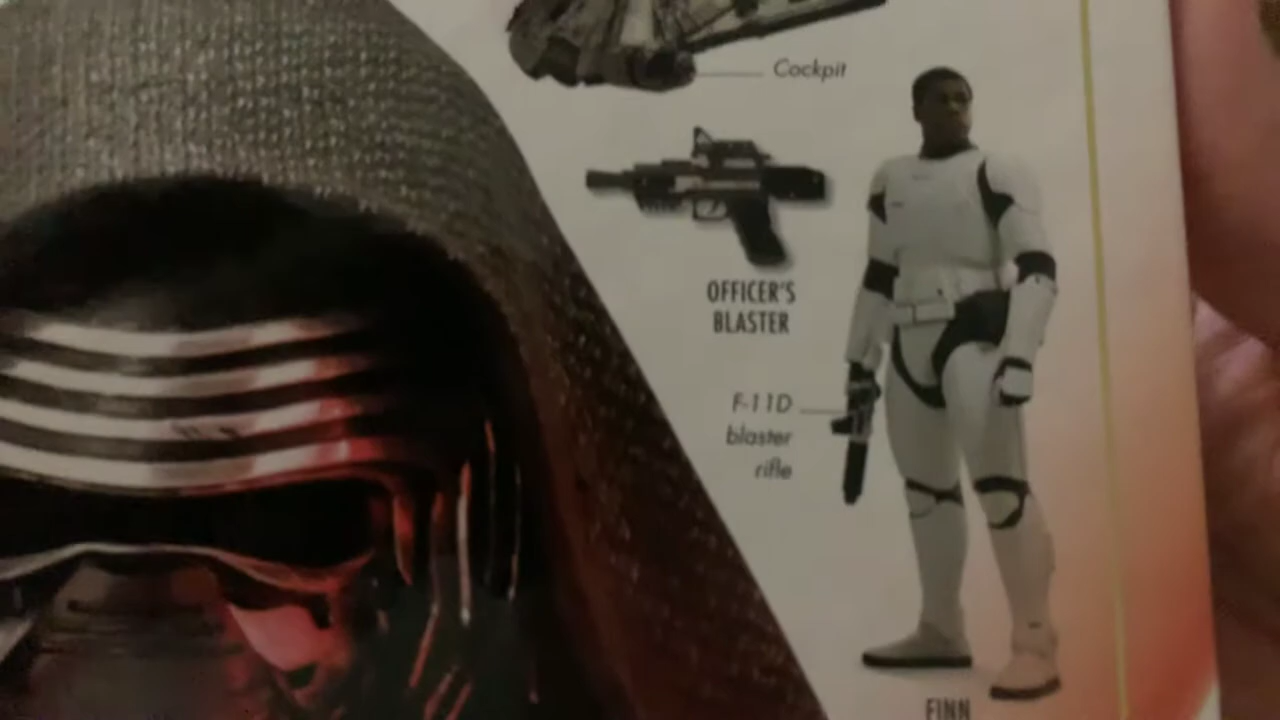 Cockpit
OFFICER'S
BLASTER
F-11D
blaster
rifle
FINN